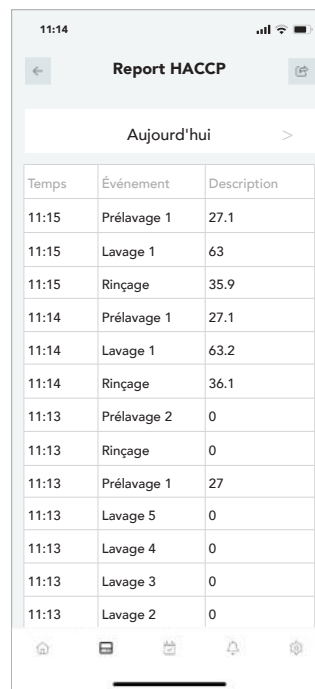 11:14
Report HACCP
Aujourd'hui >
Temps Événement Description
11:15 Prélavage 1 27.1
11:15 Lavage 1 63
11:15 Rinçage 35.9
11:14 Prélavage 1 27.1
11:14 Lavage 1 63.2
11:14 Rinçage 36.1
11:13 Prélavage 2 0
11:13 Rinçage 0
11:13 Prélavage 1 27
11:13 Lavage 5 0
11:13 Lavage 4 0
11:13 Lavage 3 0
11:13 Lavage 2 0